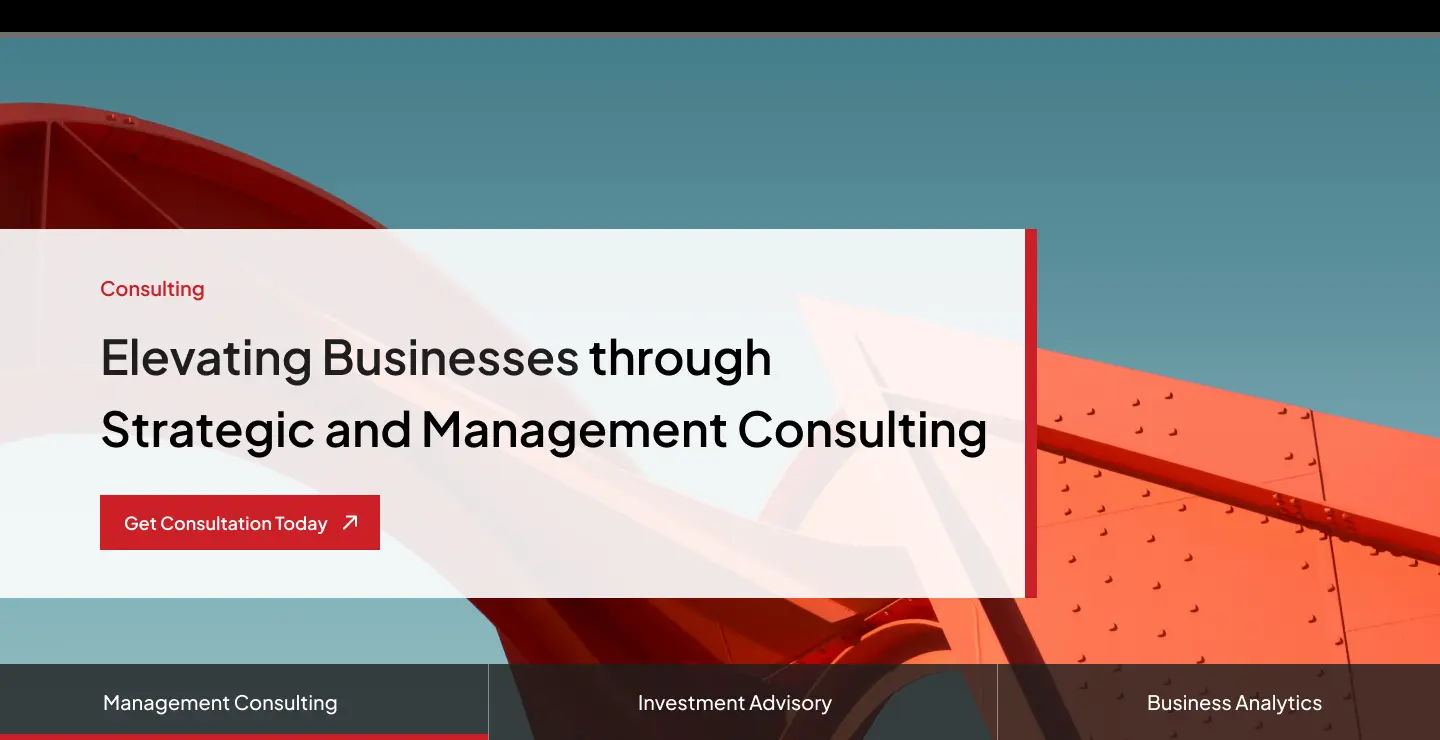 Consulting
Elevating Businesses through
Strategic and Management Consulting
Get Consultation Today
Management Consulting
Investment Advisory
Business Analytics